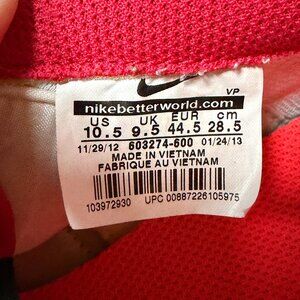 VP
nikebetterworld.com
US UK EUR cm
10.5 9.5 44.5 28.5
11/29/12 603274-600 01/24/13
MADE IN VIETNAM
FABRIQUE AU VIETNAM
103972930 UPC 00887226105975